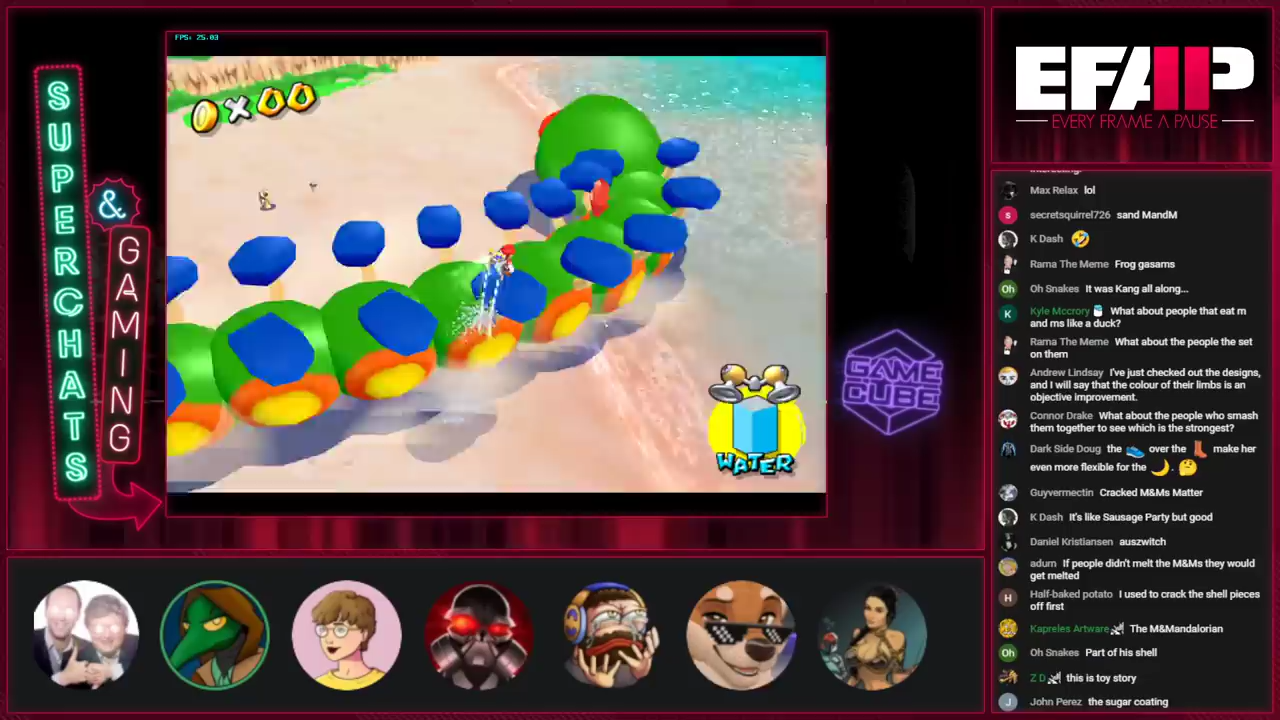 FPS: 25.03
SUPERCHATS
&
GAMING
× 00
WATER
GAME
CUBE
EFAP
EVERY FRAME A PAUSE
Max Relax lol
secretsquirrel726 sand MandM
K Dash 🤣
Rama The Meme Frog gasams
Oh Snakes It was Kang all along...
Kyle Mccrory What about people that eat m
and ms like a duck?
Rama The Meme What about the people the set
on them
Andrew Lindsay I've just checked out the designs,
and I will say that the colour of their limbs is an
objective improvement.
Connor Drake What about the people who smash
them together to see which is the strongest?
Dark Side Doug the 👟 over the 👢 make her
even more flexible for the 🌙. 🤔
Guyvermectin Cracked M&Ms Matter
K Dash It's like Sausage Party but good
Daniel Kristiansen auszwitch
adum If people didn't melt the M&Ms they would
get melted
Half-baked potato I used to crack the shell pieces
off first
Kapreles Artware The M&Mandalorian
Oh Snakes Part of his shell
Z D this is toy story
John Perez the sugar coating